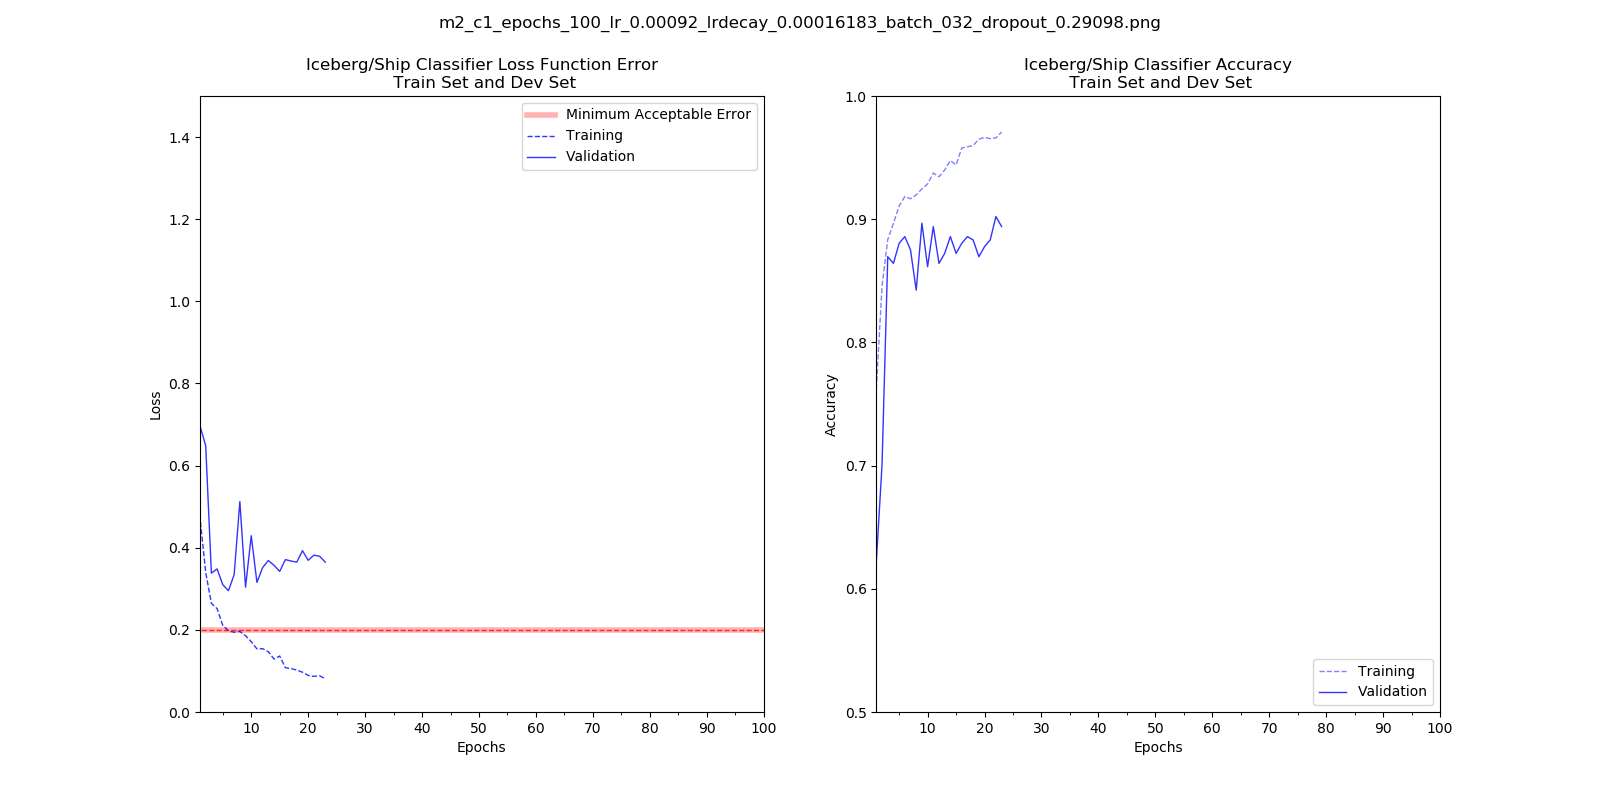 m2_c1_epochs_100_lr_0.00092_lrdecay_0.00016183_batch_032_dropout_0.29098.png
Iceberg/Ship Classifier Loss Function Error
Train Set and Dev Set
1.4
1.2
1.0
0.8
0.6
0.4
0.2
0.0
Loss
Minimum Acceptable Error
Training
Validation
10 20 30 40 50 60 70 80 90 100
Epochs
Iceberg/Ship Classifier Accuracy
Train Set and Dev Set
1.0
0.9
0.8
0.7
0.6
0.5
Accuracy
Training
Validation
10 20 30 40 50 60 70 80 90 100
Epochs